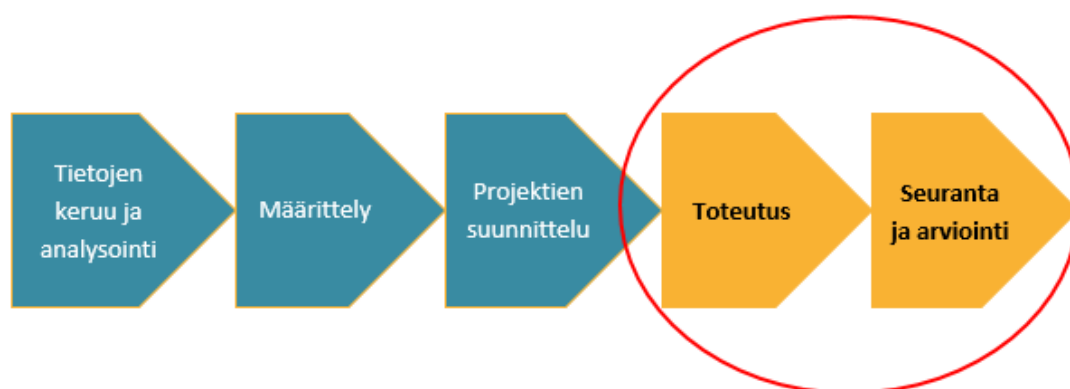 Tietojen
keruu ja
analysointi
Määrittely
Projektien
suunnittelu
Toteutus
Seuranta
ja arviointi